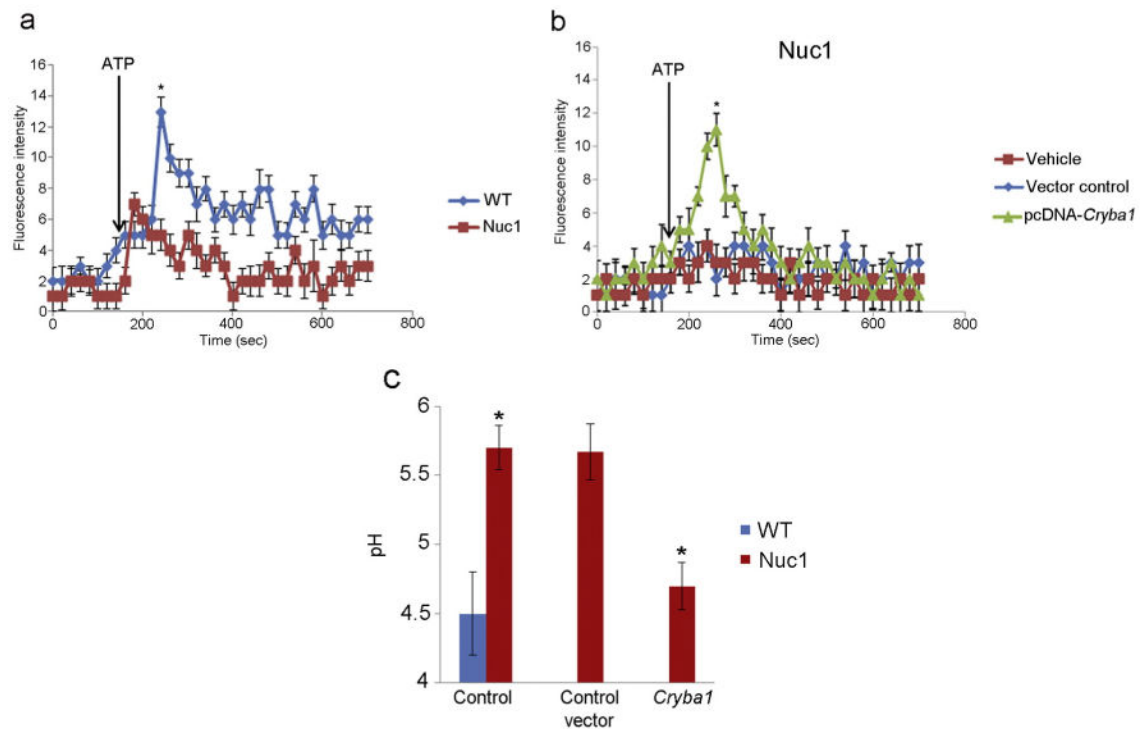 a
ATP
*
Fluorescence intensity
16
14
12
10
8
6
4
2
0
0
200
400
600
800
Time (sec)
WT
Nuc1
b
Nuc1
ATP
*
Fluorescence intensity
16
14
12
10
8
6
4
2
0
0
200
400
600
800
Time (sec)
Vehicle
Vector control
pcDNA-Cryba1
c
pH
6
5.5
5
4.5
4
*
*
Control
Control
vector
Cryba1
WT
Nuc1